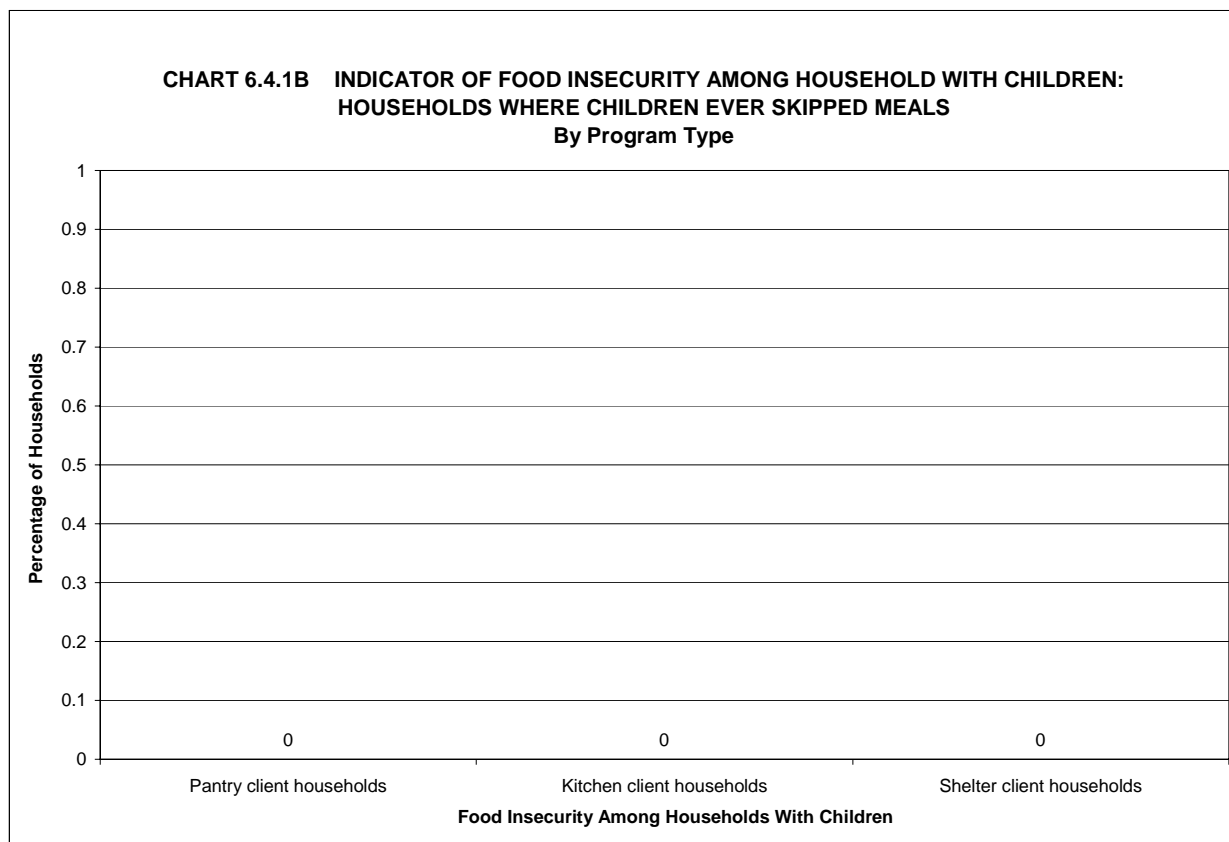 CHART 6.4.1B INDICATOR OF FOOD INSECURITY AMONG HOUSEHOLD WITH CHILDREN:
HOUSEHOLDS WHERE CHILDREN EVER SKIPPED MEALS
By Program Type
1
0.9
0.8
0.7
0.6
0.5
0.4
0.3
0.2
0.1
0
Percentage of Households
0 0 0
Pantry client households Kitchen client households Shelter client households
Food Insecurity Among Households With Children